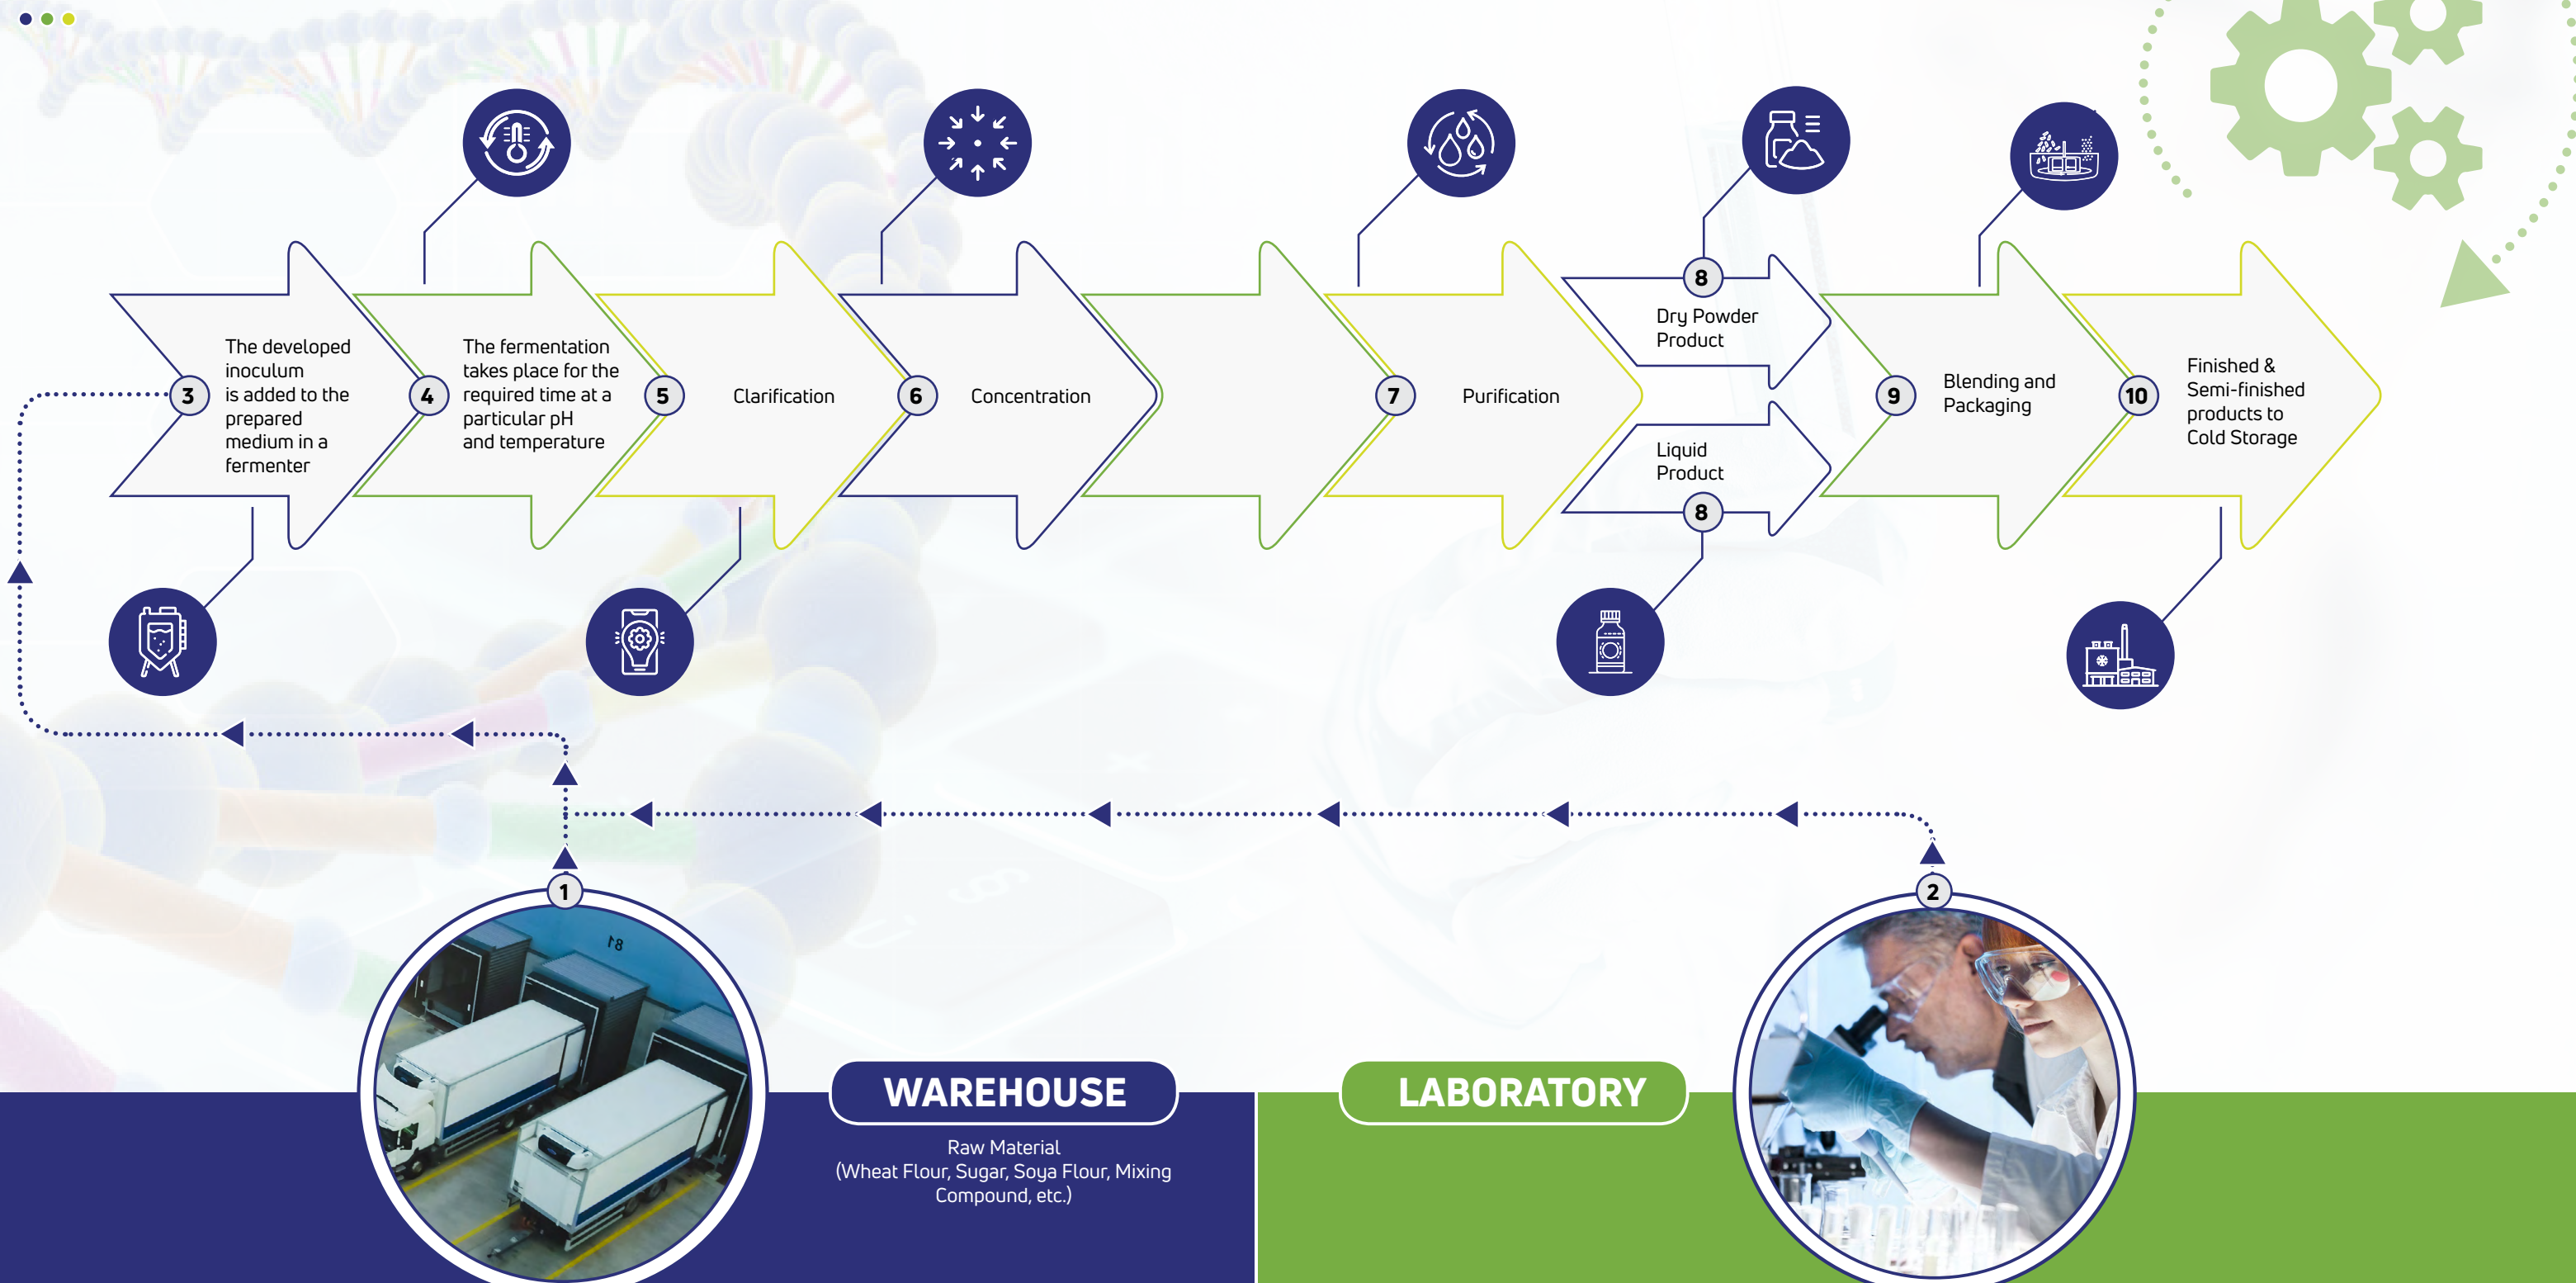 3
The developed
inoculum
is added to the
prepared
medium in a
fermenter
4
The fermentation
takes place for the
required time at a
particular pH
and temperature
5
Clarification
6
Concentration
7
Purification
8
Dry Powder
Product
Liquid
Product
8
9
Blending and
Packaging
10
Finished &
Semi-finished
products to
Cold Storage
1
2
81
WAREHOUSE
Raw Material
(Wheat Flour, Sugar, Soya Flour, Mixing
Compound, etc.)
LABORATORY